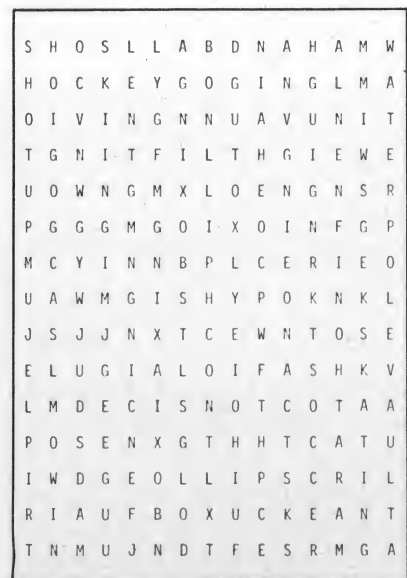 S H O S L L A B D N A H A M W
H O C K E Y G O G I N G L M A
O I V I N G N N U A V U N I T
T G N I T F I L T H G I E W E
U O W N G M X L O E N G N S R
P G G G M G O I X O I N F G P
M C Y I N N B P L C E R I E O
U A W M G I S H Y P O K N K L
J S J J N X T C E W N T O S E
E L U G I A L O I F A S H K V
L M D E C I S N O T C O T A A
P O S E N X G T H H T C A T U
I W D G E O L L I P S C R I L
R I A U F B O X U C K E A N T
T N M U J N D T F E S R M G A